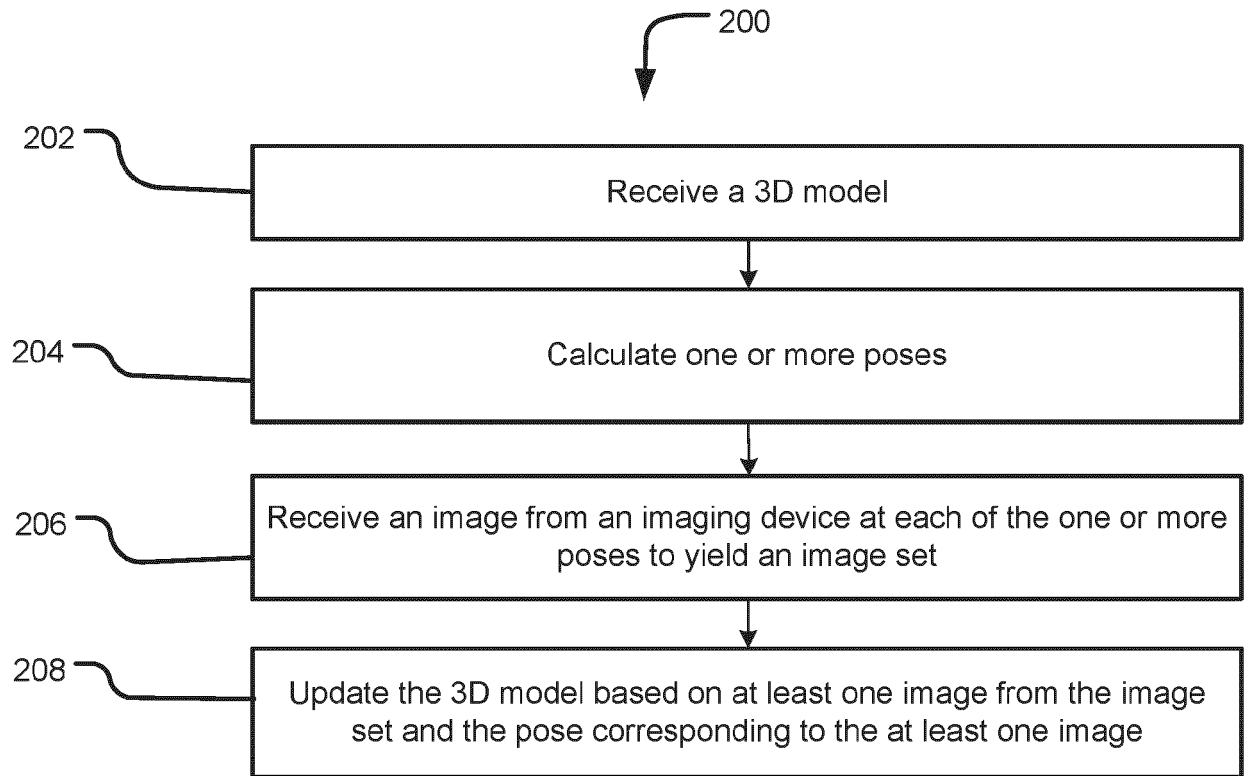 200
202
Receive a 3D model
204
Calculate one or more poses
206
Receive an image from an imaging device at each of the one or more
poses to yield an image set
208
Update the 3D model based on at least one image from the image
set and the pose corresponding to the at least one image